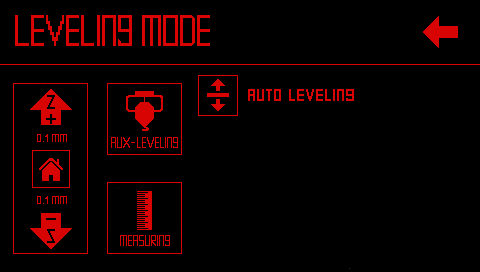 LEVELING MODE
Z
+
0.1 MM
0.1 MM
-
Z
AUX-LEVELING
MEASURING
AUTO LEVELING